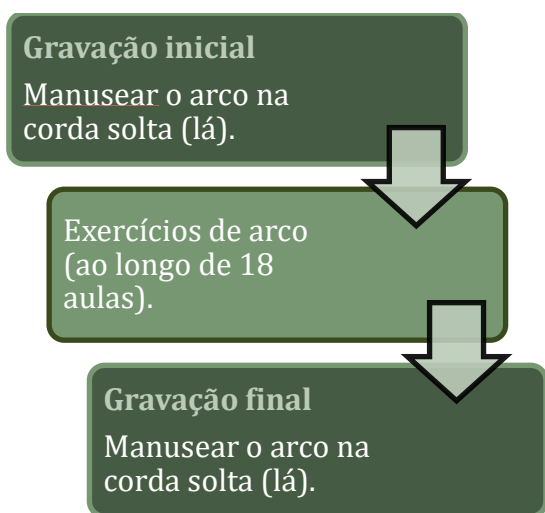 Gravação inicial
Manusear o arco na
corda solta (lá).
Exercícios de arco
(ao longo de 18
aulas).
Gravação final
Manusear o arco na
corda solta (lá).